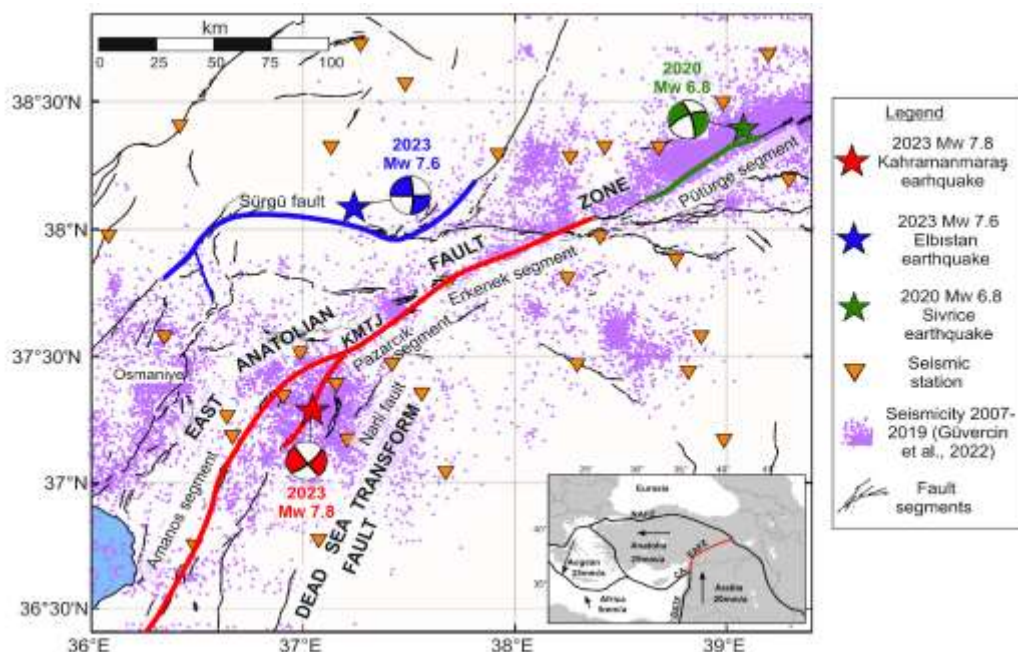 km
0 25 50 75 100
38°30'N
38°N
37°30'N
37°N
36°30'N
36°E
37°E
38°E
39°E
2020
Mw 6.8
2023
Mw 7.6
Sürgü fault
ZONE
Pütürge segment
FAULT
Erkenek segment
ANATOLIAN
KMTJ
Pazarcık
segment
Osmaniye
EAST
Narlı fault
Amanos segment
2023
Mw 7.8
DEAD SEA TRANSFORM
FAULT
Eurasia
NAFZ
Anatolia
Aegean
EAFZ
Africa
Arabia
DSTF
Legend
2023 Mw 7.8
Kahramanmaraş
earhquake
2023 Mw 7.6
Elbistan
earthquake
2020 Mw 6.8
Sivrice
earthquake
Seismic
station
Seismicity 2007-
2019 (Güvercin
et al., 2022)
Fault
segments